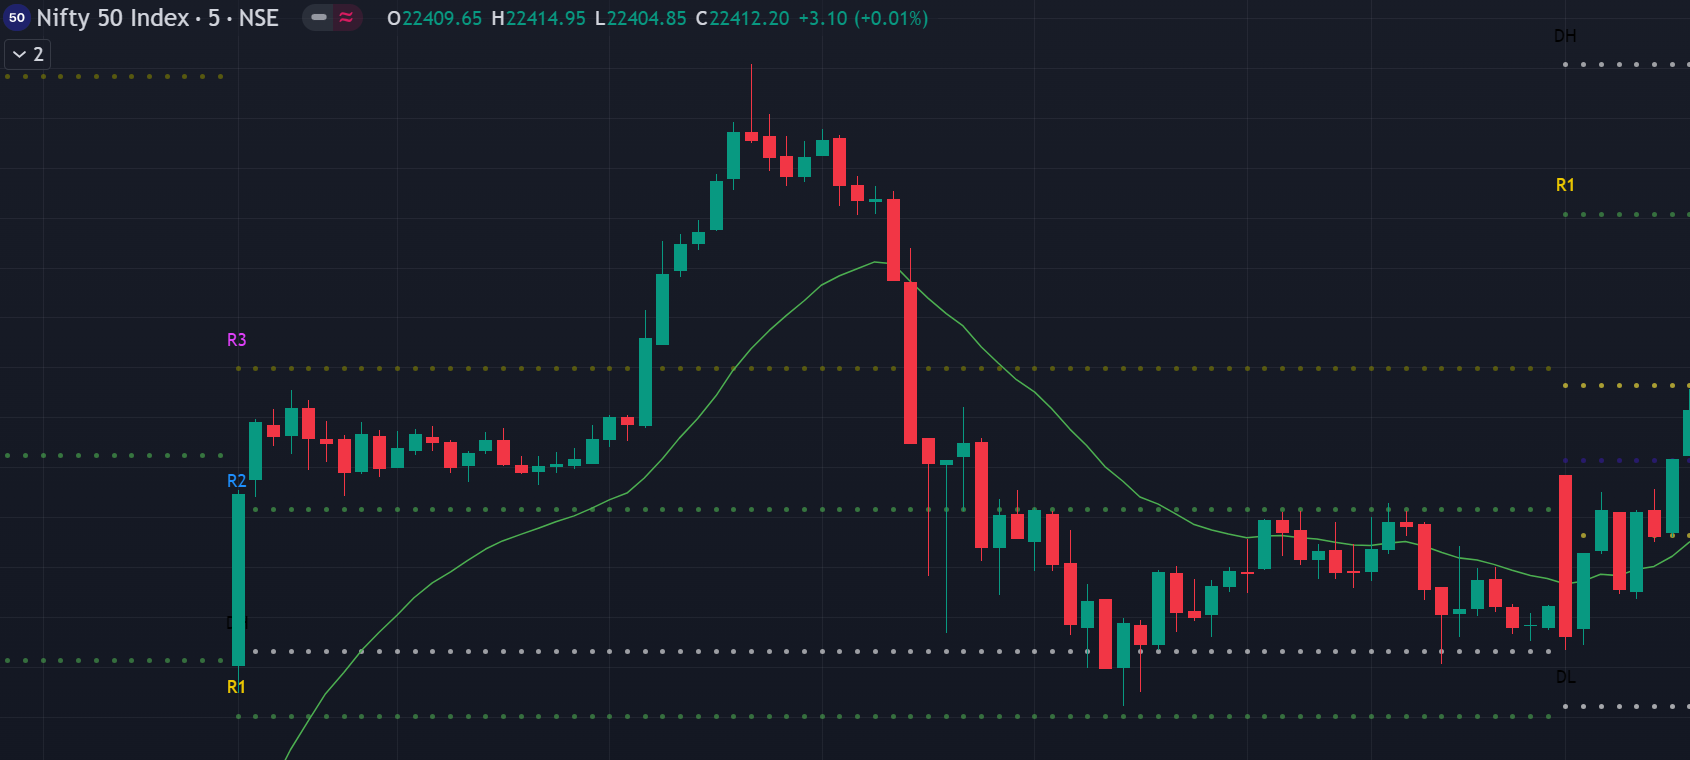 50 Nifty 50 Index · 5 · NSE O22409.65 H22414.95 L22404.85 C22412.20 +3.10 (+0.01%)
2
DH
R1
R3
R2
R1
DL